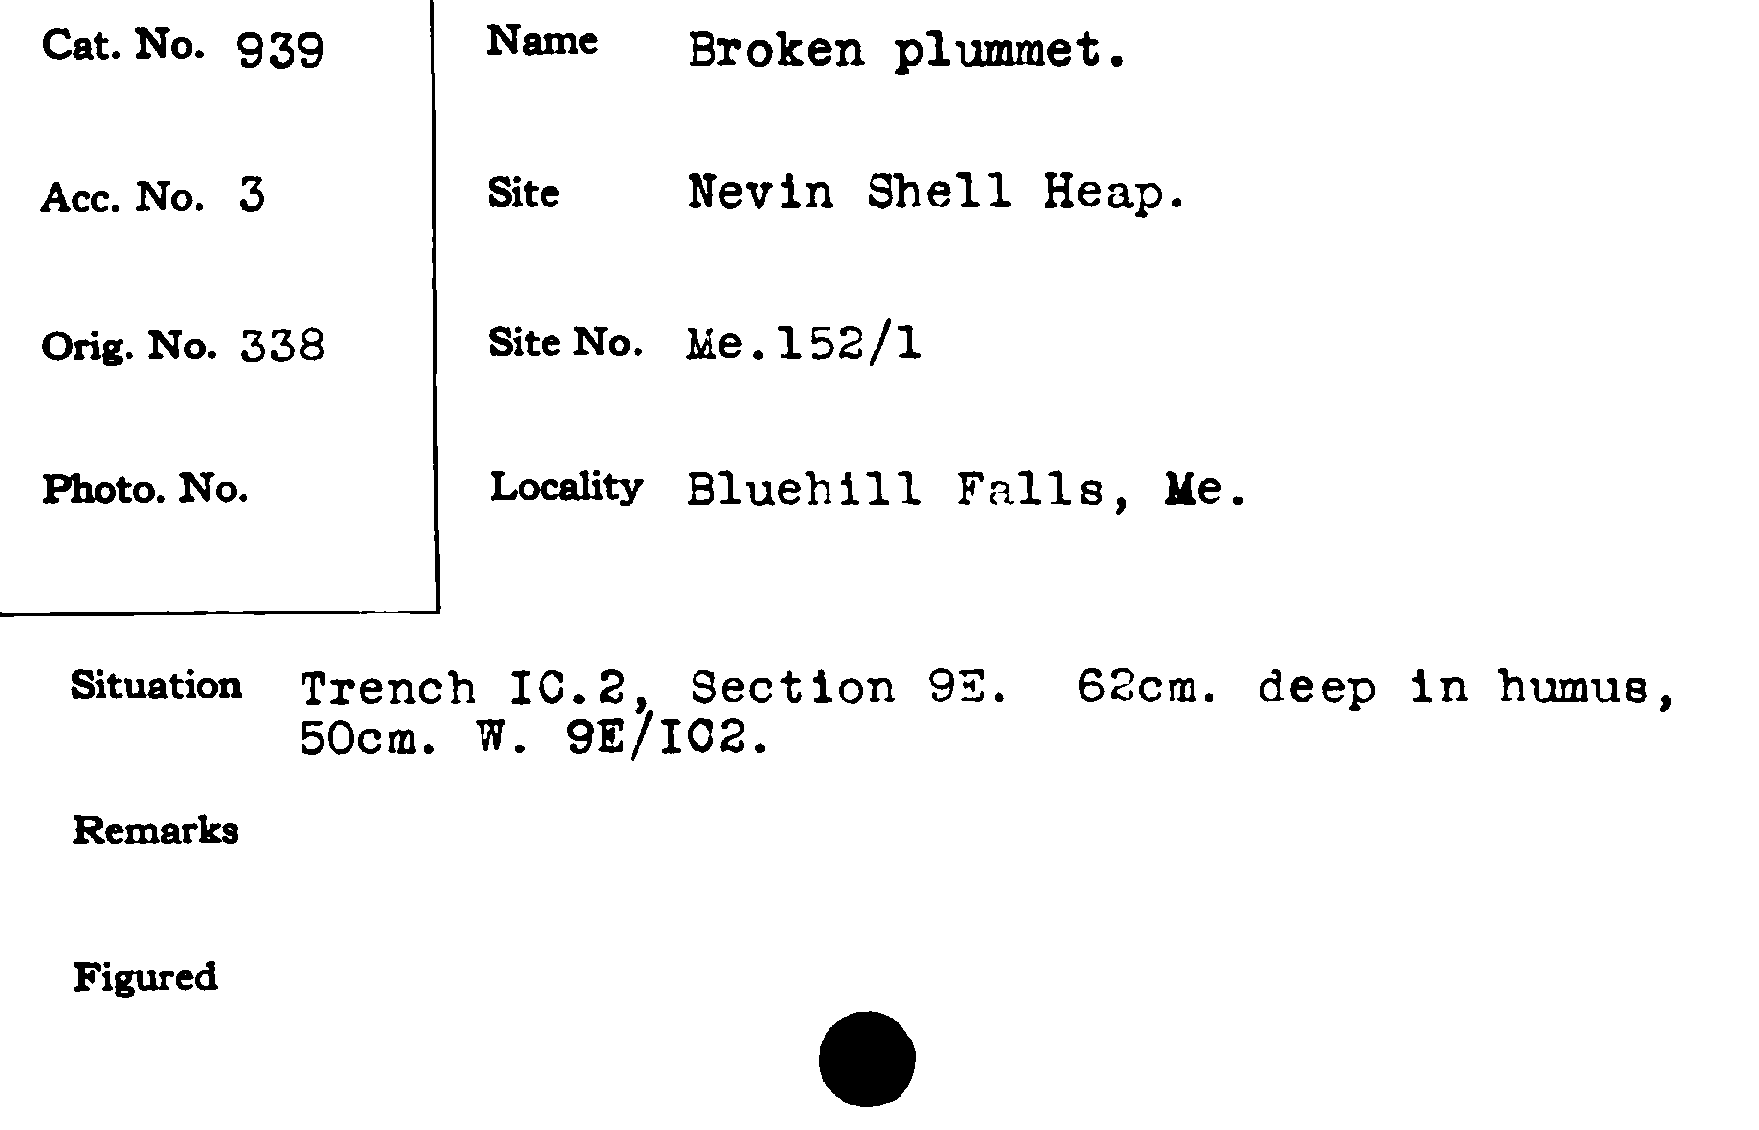 Cat. No. 939
Name Broken plummet.
Acc. No. 3
Site Nevin Shell Heap.
Orig. No. 338
Site No. Me.152/1
Photo. No.
Locality Bluehill Falls, Me.
Situation Trench IC.2, Section 9E. 62cm. deep in humus,
50cm. W. 9E/IC2.
Remarks
Figured